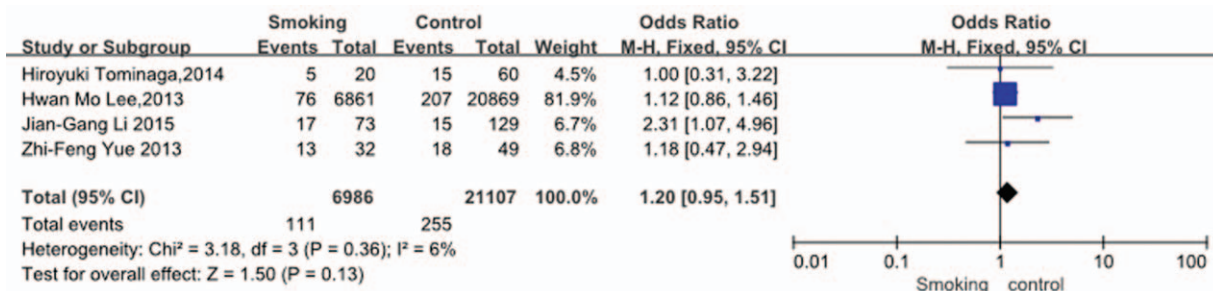 Smoking Control Odds Ratio Odds Ratio
Study or Subgroup Events Total Events Total Weight M-H, Fixed, 95% CI M-H, Fixed, 95% CI
Hiroyuki Tominaga,2014 5 20 15 60 4.5% 1.00 [0.31, 3.22]
Hwan Mo Lee,2013 76 6861 207 20869 81.9% 1.12 [0.86, 1.46]
Jian-Gang Li 2015 17 73 15 129 6.7% 2.31 [1.07, 4.96]
Zhi-Feng Yue 2013 13 32 18 49 6.8% 1.18 [0.47, 2.94]
Total (95% CI) 6986 21107 100.0% 1.20 [0.95, 1.51]
Total events 111 255
Heterogeneity: Chi² = 3.18, df = 3 (P = 0.36); I² = 6%
Test for overall effect: Z = 1.50 (P = 0.13)
0.01 0.1 1 10 100
Smoking control